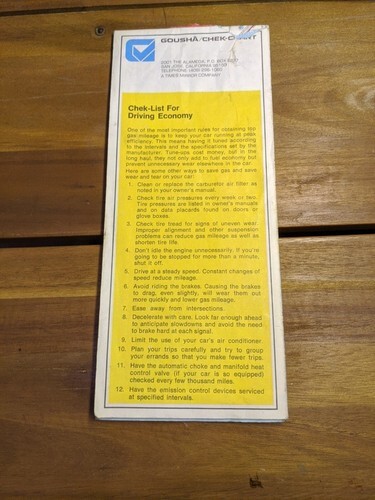 GOUSHA/CHEK-CHART
2001 THE ALAMEDA, P.O. BOX
SAN JOSE, CALIFORNIA
TELEPHONE (408) 296-1060
A TIMES MIRROR COMPANY
Chek-List For
Driving Economy
One of the most important rules for obtaining top
gas mileage is to keep your car running at peak
efficiency. This means having it tuned according
to the intervals and the specifications set by the
manufacturer. Tune-ups cost money, but in the
long haul, they not only add to fuel economy but
prevent unnecessary wear elsewhere in the car.
Here are some other ways to save gas and save
wear and tear on your car:
1. Clean or replace the carburetor air filter as
noted in your owner's manual.
2. Check tire air pressures every week or two.
Tire pressures are listed in owner's manuals
and on data placards found on doors or
glove boxes.
3. Check tire tread for signs of uneven wear.
Improper alignment and other suspension
problems can reduce gas mileage as well as
shorten tire life.
4. Don't idle the engine unnecessarily. If you're
going to be stopped for more than a minute,
shut it off.
5. Drive at a steady speed. Constant changes of
speed reduce mileage.
6. Avoid riding the brakes. Causing the brakes
to drag, even slightly, will wear them out
more quickly and lower gas mileage.
7. Ease away from intersections.
8. Decelerate with care. Look far enough ahead
to anticipate slowdowns and avoid the need
to brake hard at each signal.
9. Limit the use of your car's air conditioner.
10. Plan your trips carefully and try to group
your errands so that you make fewer trips.
11. Have the automatic choke and manifold heat
control valve (if your car is so equipped)
checked every few thousand miles.
12. Have the emission control devices serviced
at specified intervals.